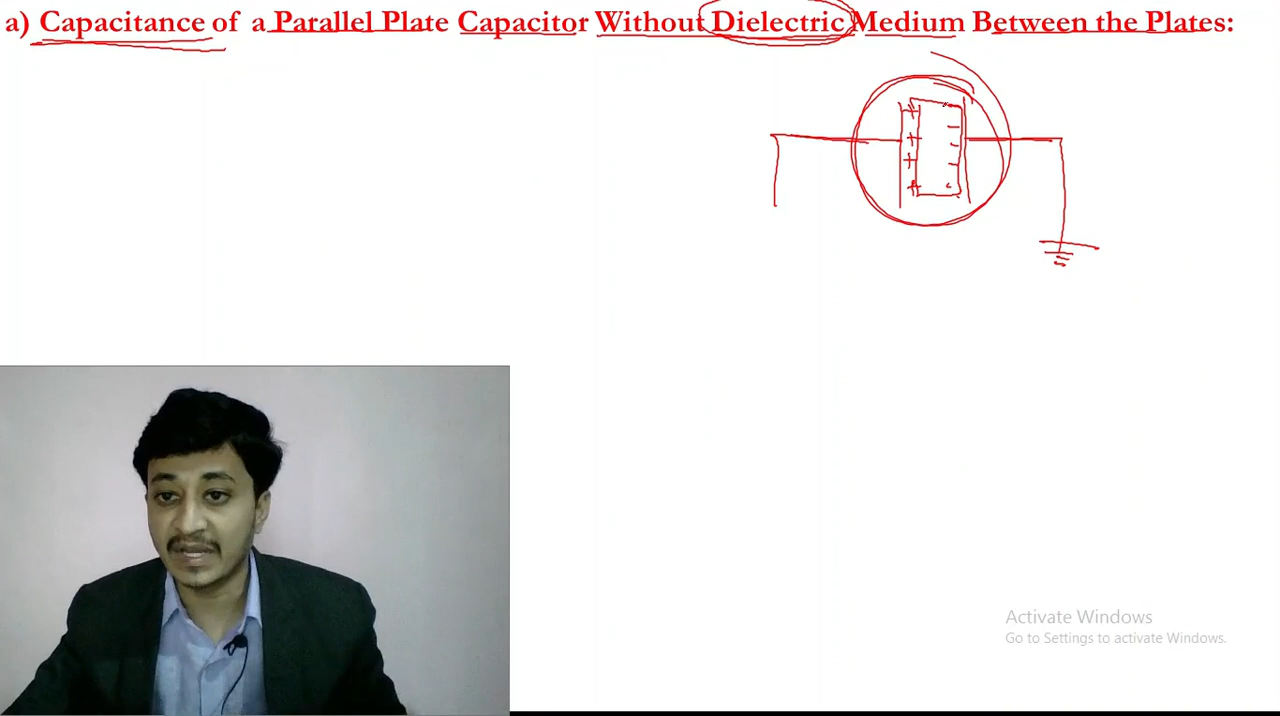 a) Capacitance of a Parallel Plate Capacitor Without Dielectric Medium Between the Plates:
+
+
+
+
Activate Windows
Go to Settings to activate Windows.